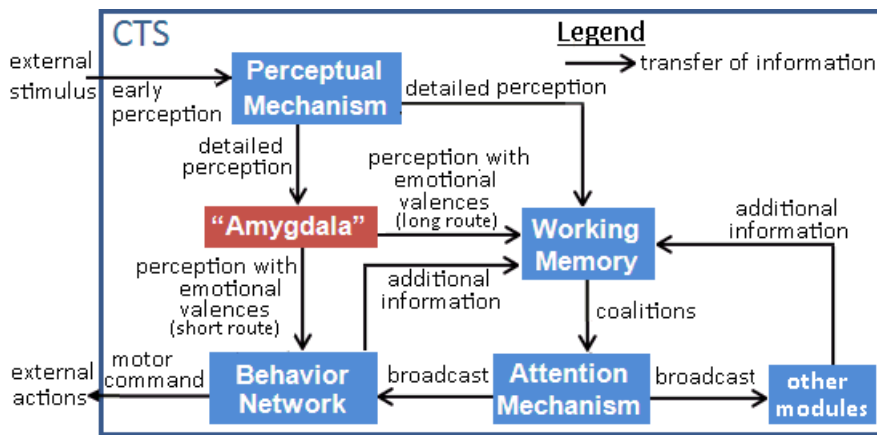 CTS
Legend
transfer of information
external
stimulus
early
perception
Perceptual
Mechanism
detailed perception
detailed
perception
perception with
emotional
valences
(long route)
"Amygdala"
Working
Memory
additional
information
perception with
emotional
valences
(short route)
additional
information
coalitions
external
actions
motor
command
Behavior
Network
broadcast
Attention
Mechanism
broadcast
other
modules